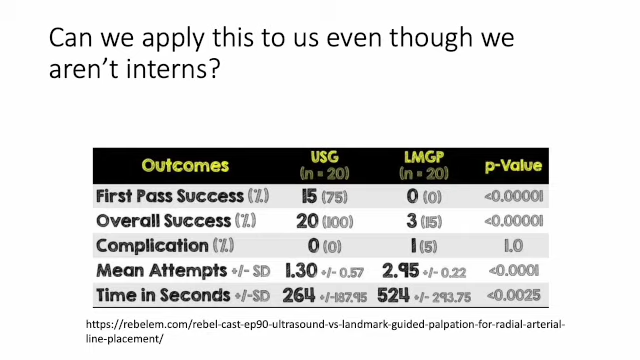 Can we apply this to us even though we
aren't interns?
Outcomes USG (n = 20) LMGP (n = 20) p-Value
First Pass Success (%) 15 (75) 0 (0) <0.00001
Overall Success (%) 20 (100) 3 (15) <0.00001
Complication (%) 0 (0) 1 (5) 1.0
Mean Attempts +/- SD 1.30 +/- 0.57 2.95 +/- 0.22 <0.0001
Time in Seconds +/-SD 264 +/-187.95 524 +/- 293.75 <0.0025
https://rebelem.com/rebel-cast-ep90-ultrasound-vs-landmark-guided-palpation-for-radial-arterial-
line-placement/